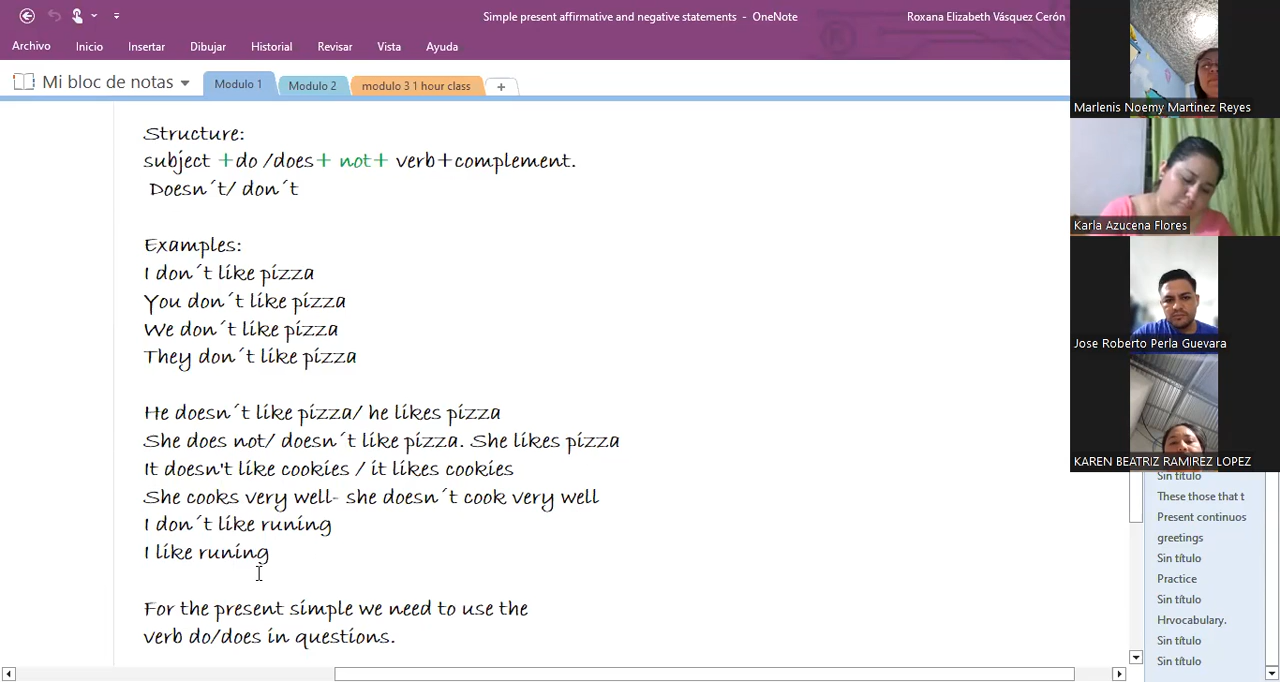 Simple present affirmative and negative statements - OneNote
Roxana Elizabeth Vásquez Cerón
Archivo Inicio Insertar Dibujar Historial Revisar Vista Ayuda
Mi bloc de notas Modulo 1 Modulo 2 modulo 3 1 hour class +
Structure:
subject +do /does+ not+ verb+complement.
Doesn´t/ don´t
Examples:
I don´t like pizza
You don´t like pizza
We don´t like pizza
They don´t like pizza
He doesn´t like pizza/ he likes pizza
She does not/ doesn´t like pizza. She likes pizza
It doesn't like cookies / it likes cookies
She cooks very well- she doesn´t cook very well
I don´t like runing
I like runing
For the present simple we need to use the
verb do/does in questions.
Marlenis Noemy Martinez Reyes
Karla Azucena Flores
Jose Roberto Perla Guevara
KAREN BEATRIZ RAMIREZ LOPEZ
Sin título
These those that t
Present continuos
greetings
Sin título
Practice
Sin título
Hrvocabulary.
Sin título
Sin título